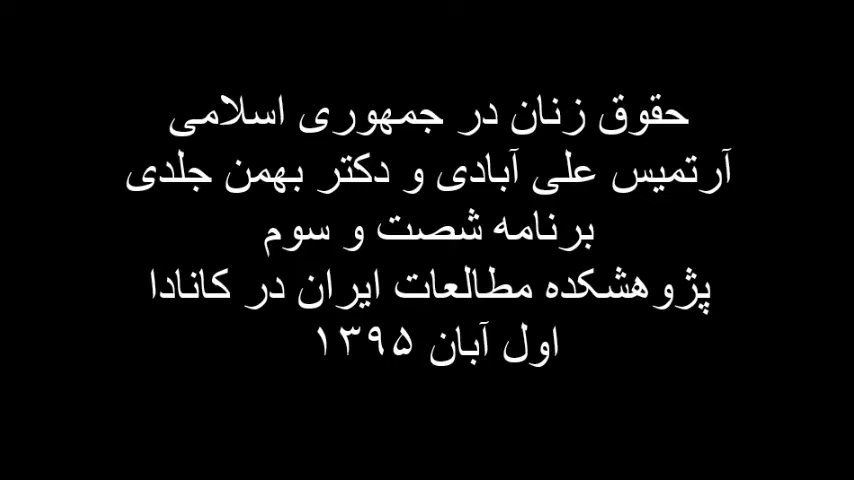 حقوق زنان در جمهوری اسلامی
آرتمیس علی آبادی و دکتر بهمن جلدی
برنامه شصت و سوم
پژوهشکده مطالعات ایران در کانادا
اول آبان ۱۳۹۵